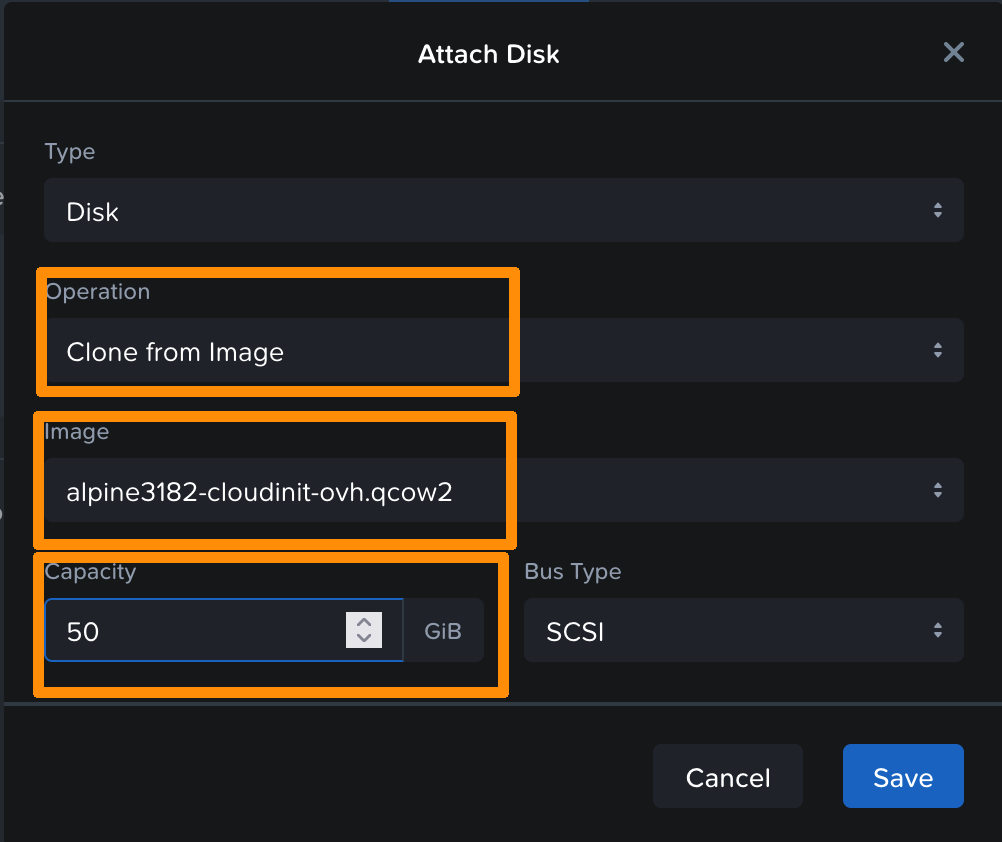 Attach Disk
Type
Disk
Operation
Clone from Image
Image
alpine3182-cloudinit-ovh.qcow2
Capacity
Bus Type
50
GiB
SCSI
Cancel
Save